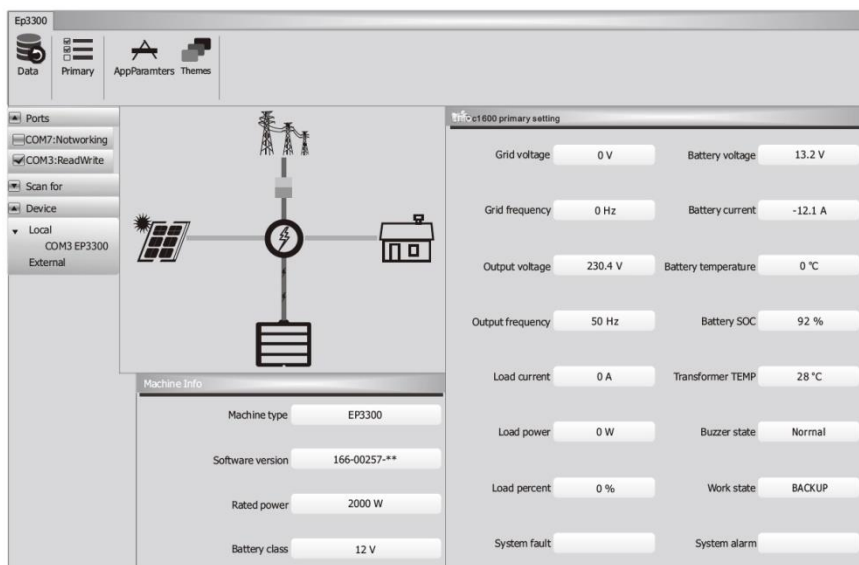 Ep3300
Data
Primary
AppParamters
Themes
Ports
COM7:Notworking
COM3:ReadWrite
Scan for
Device
Local
COM3 EP3300
External
c1600 primary setting
Grid voltage 0 V Battery voltage 13.2 V
Grid frequency 0 Hz Battery current -12.1 A
Output voltage 230.4 V Battery temperature 0 ℃
Output frequency 50 Hz Battery SOC 92 %
Load current 0 A Transformer TEMP 28 ℃
Load power 0 W Buzzer state Normal
Load percent 0 % Work state BACKUP
System fault System alarm
Machine Info
Machine type EP3300
Software version 166-00257-**
Rated power 2000 W
Battery class 12 V